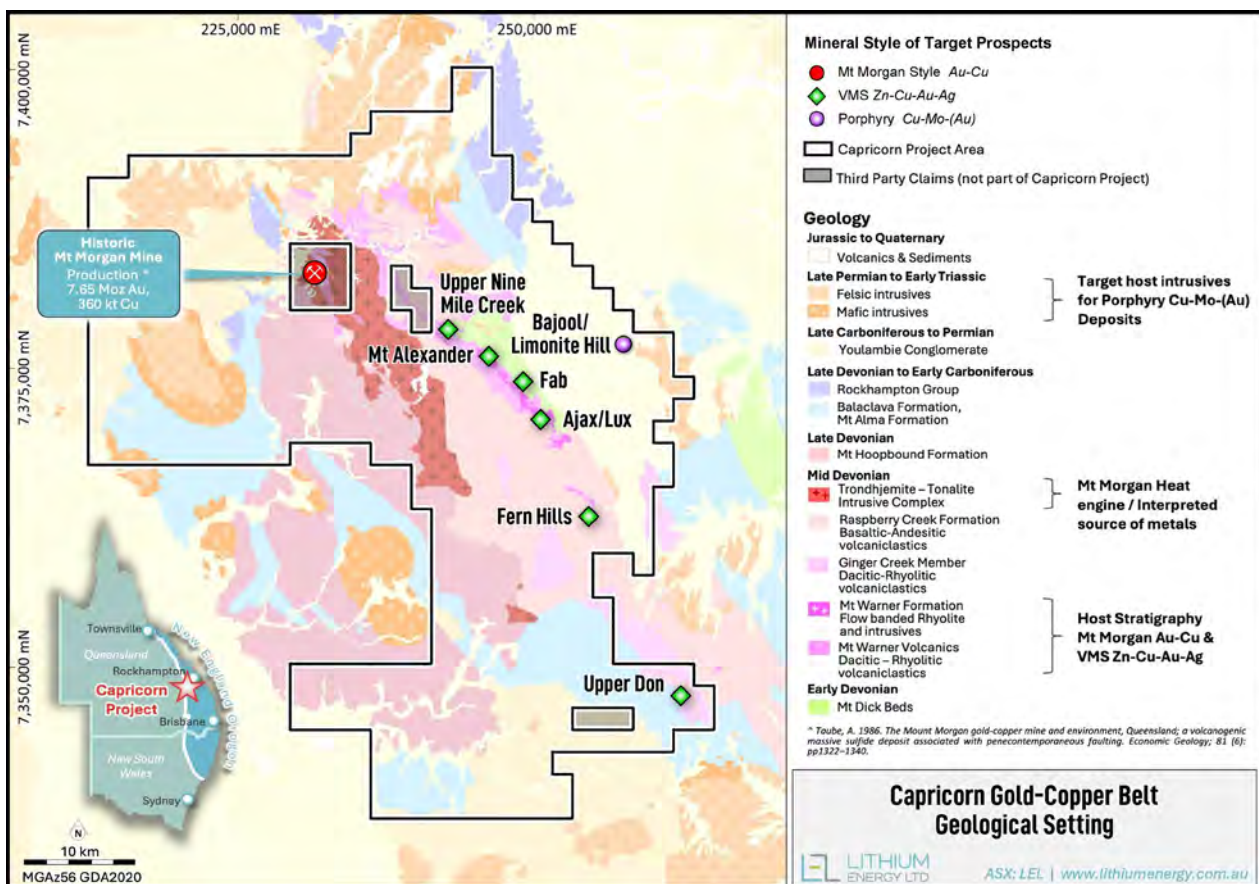 225,000 mE
250,000 mE
7,400,000 mN
7,375,000 mN
7,350,000 mN
Historic
Mt Morgan Mine
Production *
7.65 Moz Au,
360 kt Cu
Upper Nine
Mile Creek
Mt Alexander
Bajool/
Limonite Hill
Fab
Ajax/Lux
Fern Hills
Upper Don
Townsville
Queensland
Rockhampton
Capricorn
Project
Brisbane
New South
Wales
Sydney
New England Orogen
N
10 km
MGAz56 GDA2020
Mineral Style of Target Prospects
Mt Morgan Style Au-Cu
VMS Zn-Cu-Au-Ag
Porphyry Cu-Mo-(Au)
Capricorn Project Area
Third Party Claims (not part of Capricorn Project)
Geology
Jurassic to Quaternary
Volcanics & Sediments
Late Permian to Early Triassic
Felsic intrusives
Mafic intrusives
Target host intrusives
for Porphyry Cu-Mo-(Au)
Deposits
Late Carboniferous to Permian
Youlambie Conglomerate
Late Devonian to Early Carboniferous
Rockhampton Group
Balaclava Formation,
Mt Alma Formation
Late Devonian
Mt Hoopbound Formation
Mid Devonian
Trondhjemite – Tonalite
Intrusive Complex
Mt Morgan Heat
engine / Interpreted
source of metals
Raspberry Creek Formation
Basaltic-Andesitic
volcaniclastics
Ginger Creek Member
Dacitic-Rhyolitic
volcaniclastics
Mt Warner Formation
Flow banded Rhyolite
and intrusives
Mt Warner Volcanics
Dacitic – Rhyolitic
volcaniclastics
Host Stratigraphy
Mt Morgan Au-Cu &
VMS Zn-Cu-Au-Ag
Early Devonian
Mt Dick Beds
* Taube, A. 1986. The Mount Morgan gold-copper mine and environment, Queensland; a volcanogenic
massive sulfide deposit associated with penecontemporaneous faulting. Economic Geology; 81 (6):
pp1322–1340.
Capricorn Gold-Copper Belt
Geological Setting
LEL
LITHIUM
ENERGY LTD
ASX: LEL | www.lithiumenergy.com.au